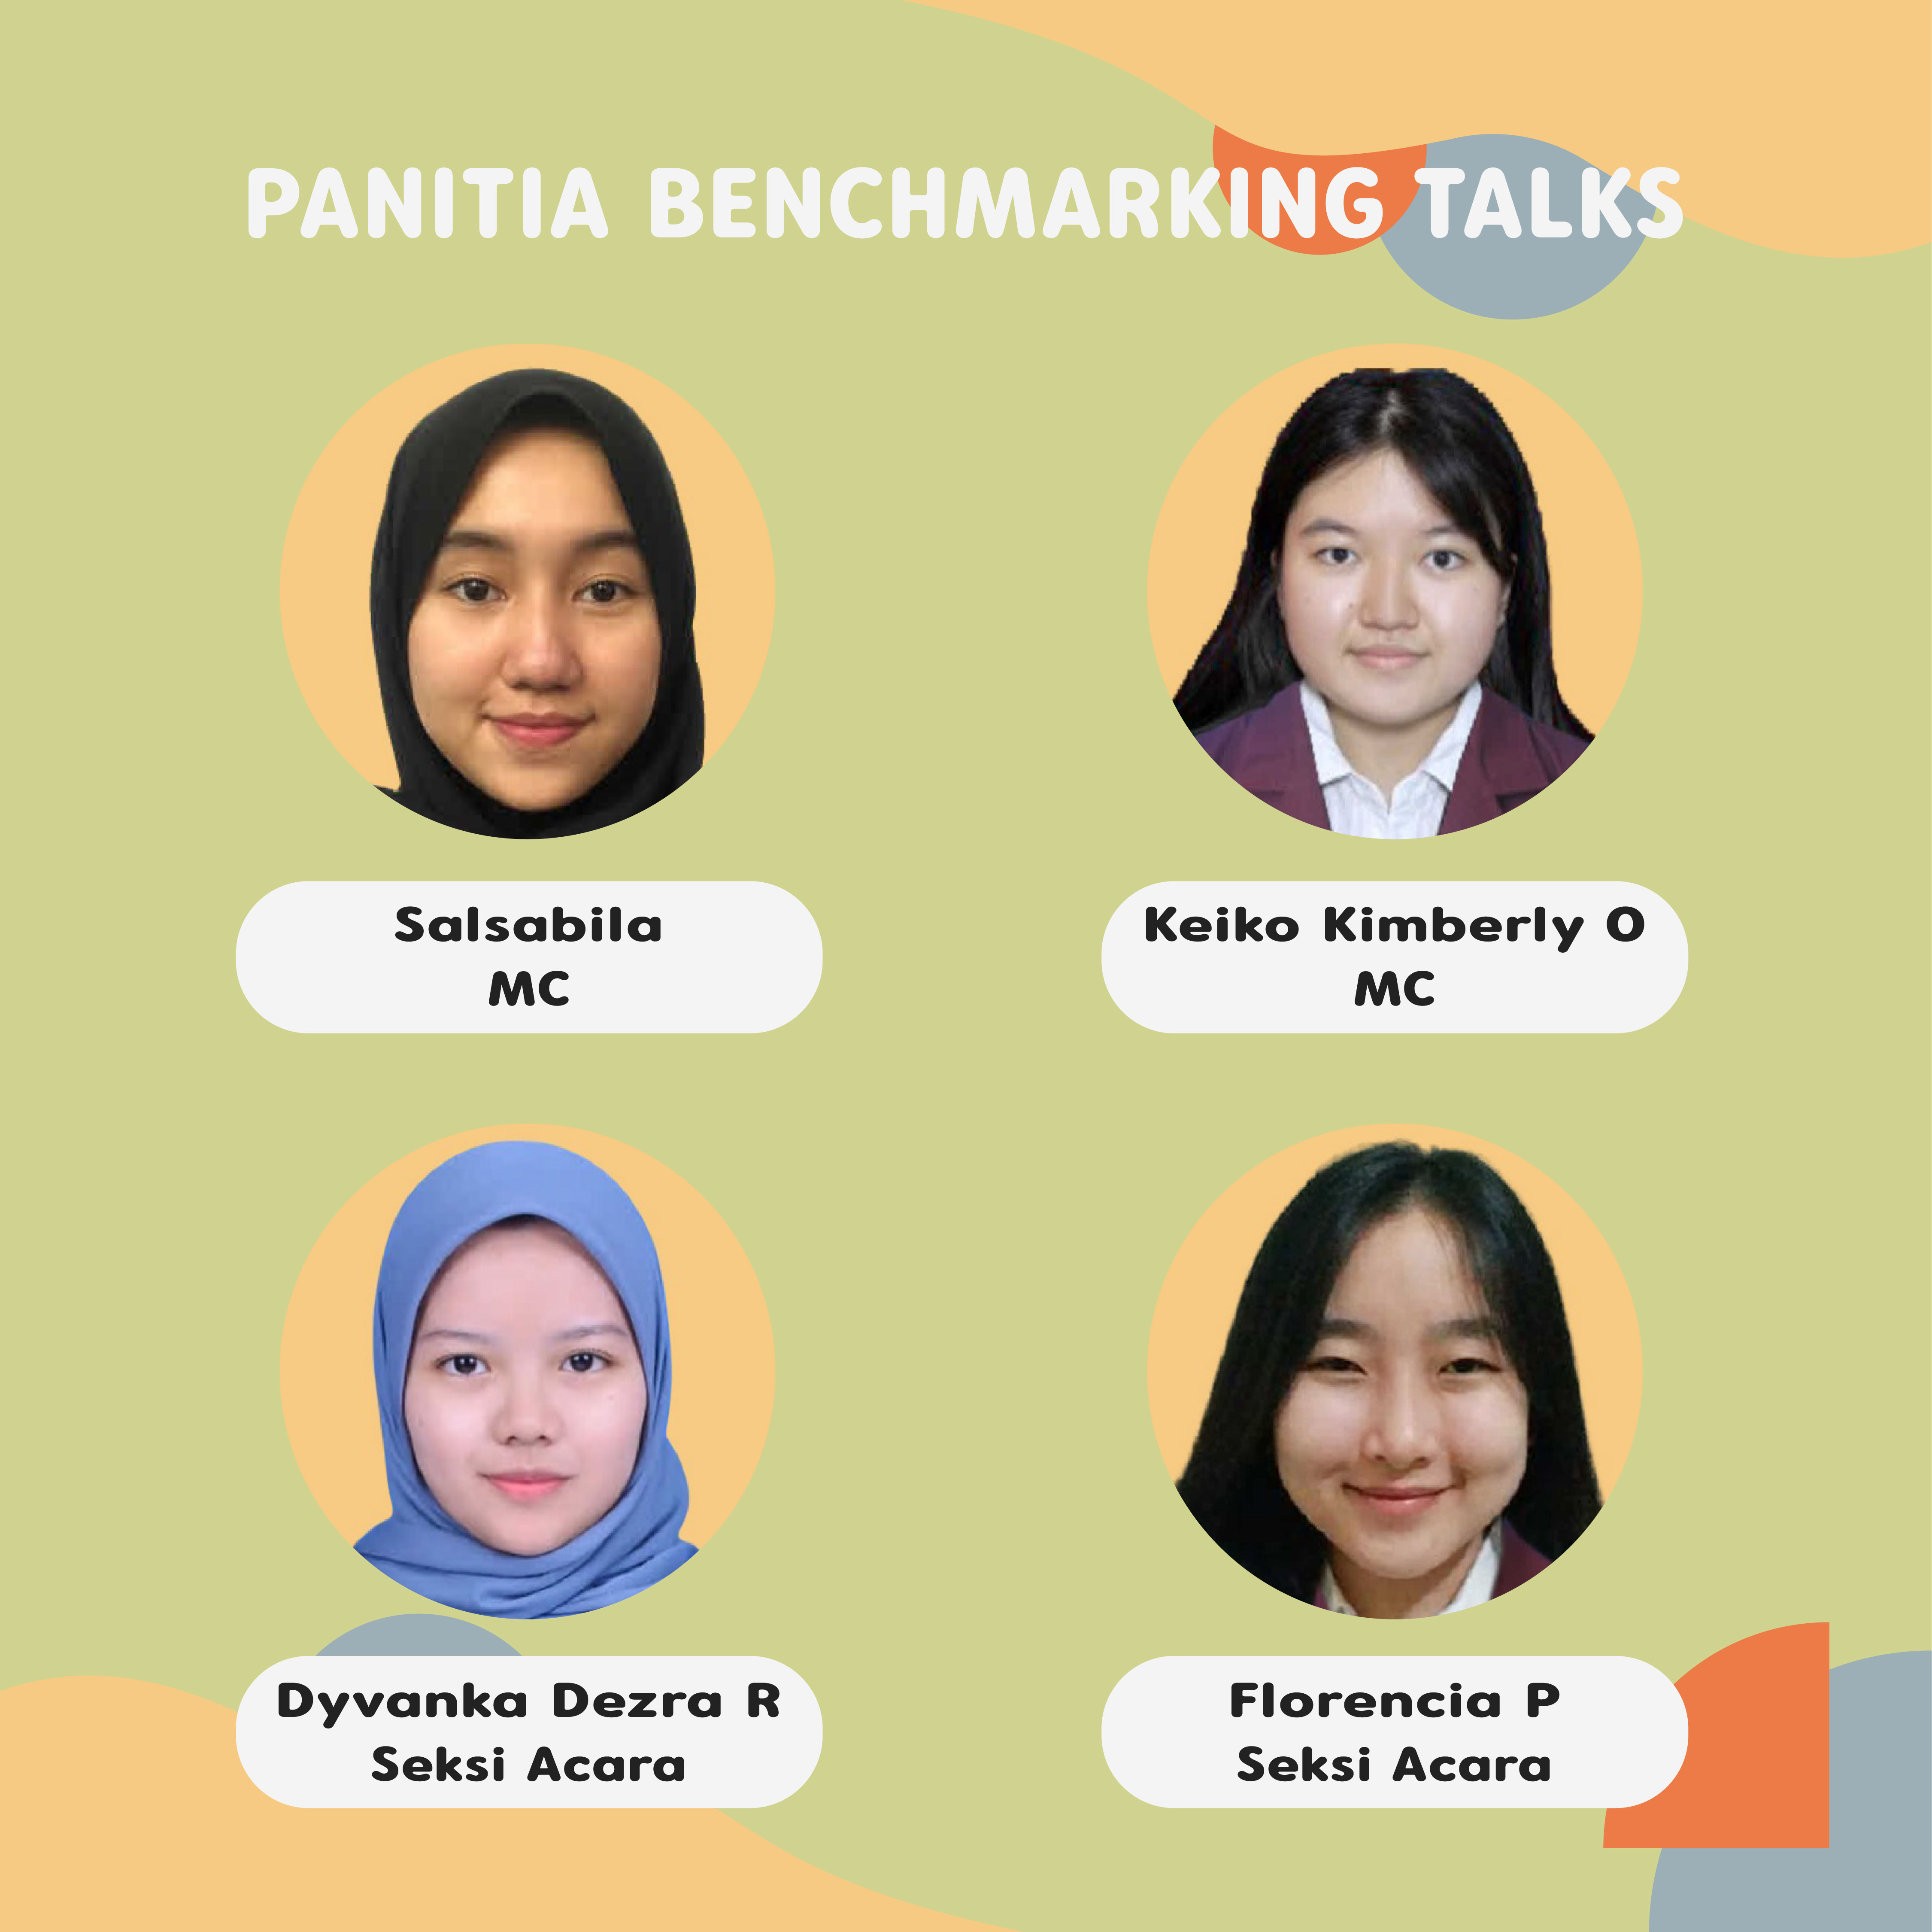 PANITIA BENCHMARKING TALKS
Salsabila
MC
Keiko Kimberly O
MC
Dyvanka Dezra R
Seksi Acara
Florencia P
Seksi Acara